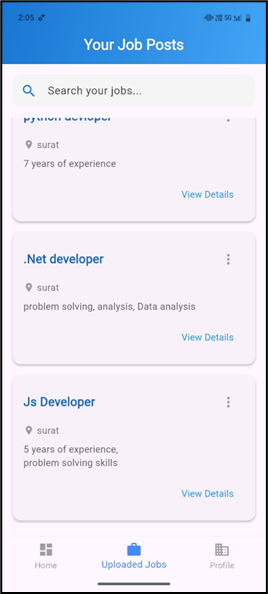 2:05
Your Job Posts
Search your jobs...
python devloper
surat
7 years of experience
View Details
.Net developer
surat
problem solving, analysis, Data analysis
View Details
Js Developer
surat
5 years of experience,
problem solving skills
View Details
Home
Uploaded Jobs
Profile